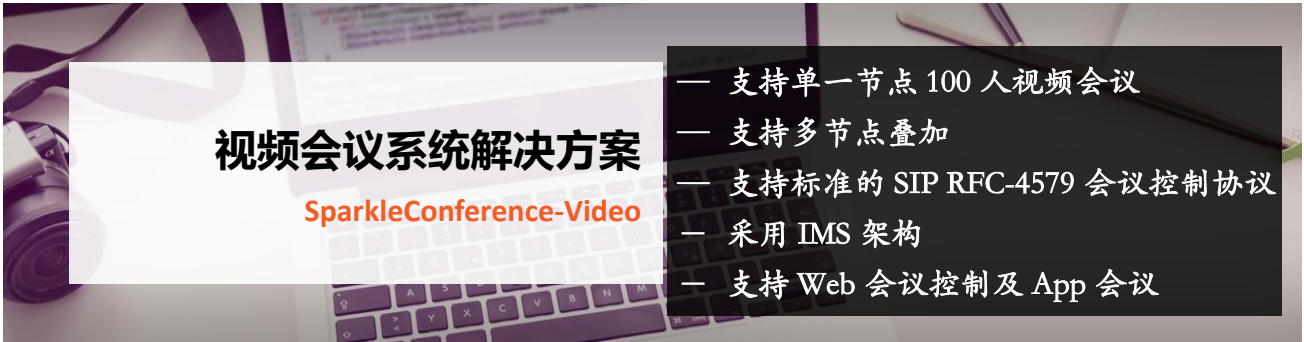 视频会议系统解决方案
SparkleConference-Video
— 支持单一节点 100 人视频会议
— 支持多节点叠加
— 支持标准的 SIP RFC-4579 会议控制协议
— 采用 IMS 架构
— 支持 Web 会议控制及 App 会议